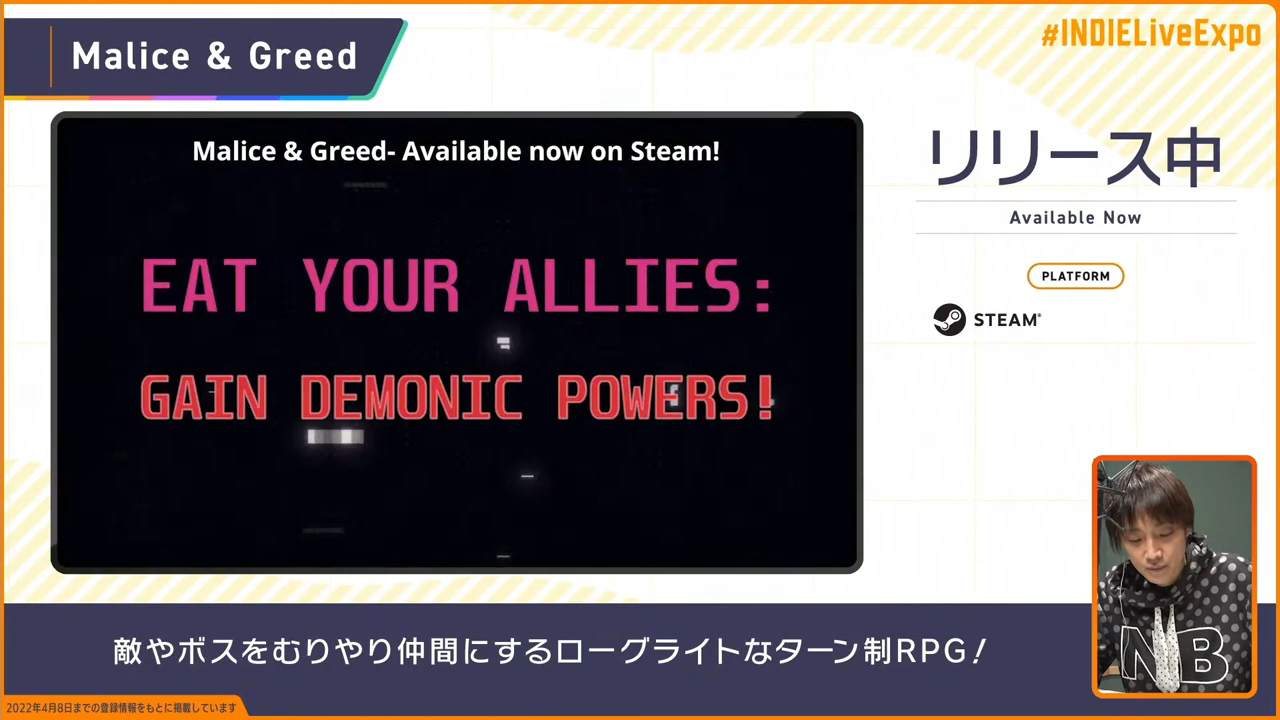 Malice & Greed
#INDIELiveExpo
Malice & Greed- Available now on Steam!
EAT YOUR ALLIES:
GAIN DEMONIC POWERS!
リリース中
Available Now
PLATFORM
STEAM®
NB
敵やボスをむりやり仲間にするローグライトなターン制RPG!
2022年4月8日までの登録情報をもとに掲載しています